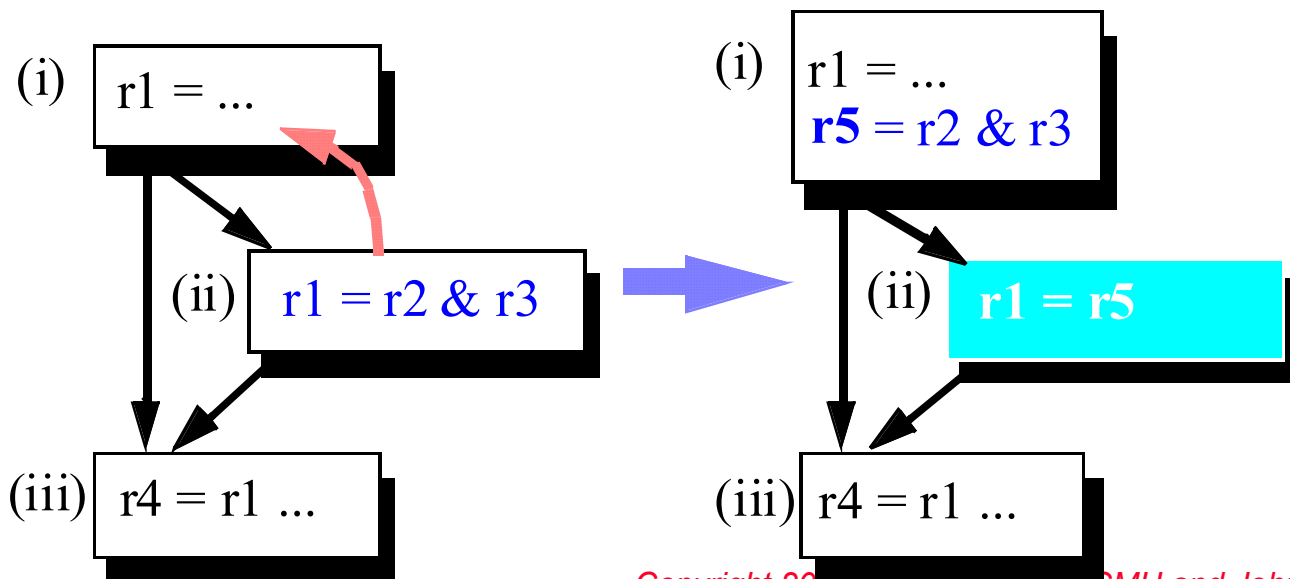 (i)
r1 = ...
(ii)
r1 = r2 & r3
(iii)
r4 = r1 ...
(i)
r1 = ...
r5 = r2 & r3
(ii)
r1 = r5
(iii)
r4 = r1 ...
Copyright